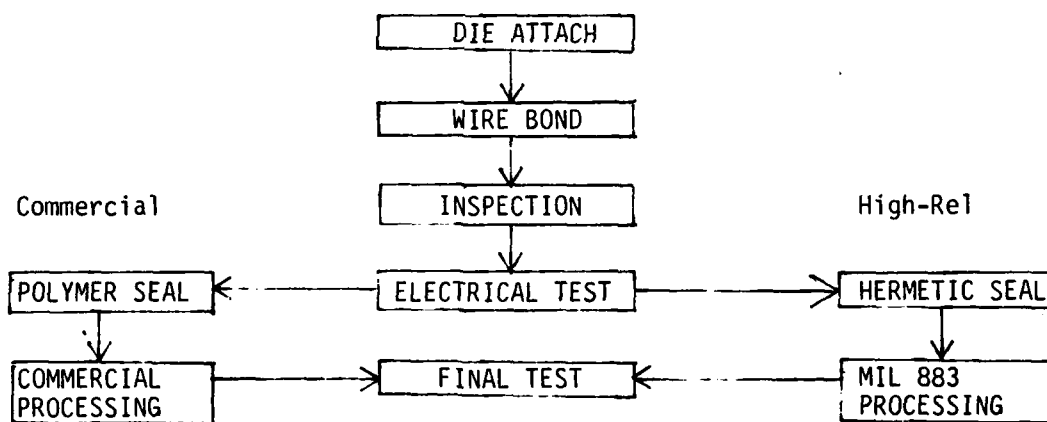 DIE ATTACH
WIRE BOND
INSPECTION
Commercial
High-Rel
POLYMER SEAL
ELECTRICAL TEST
HERMETIC SEAL
COMMERCIAL
PROCESSING
FINAL TEST
MIL 883
PROCESSING